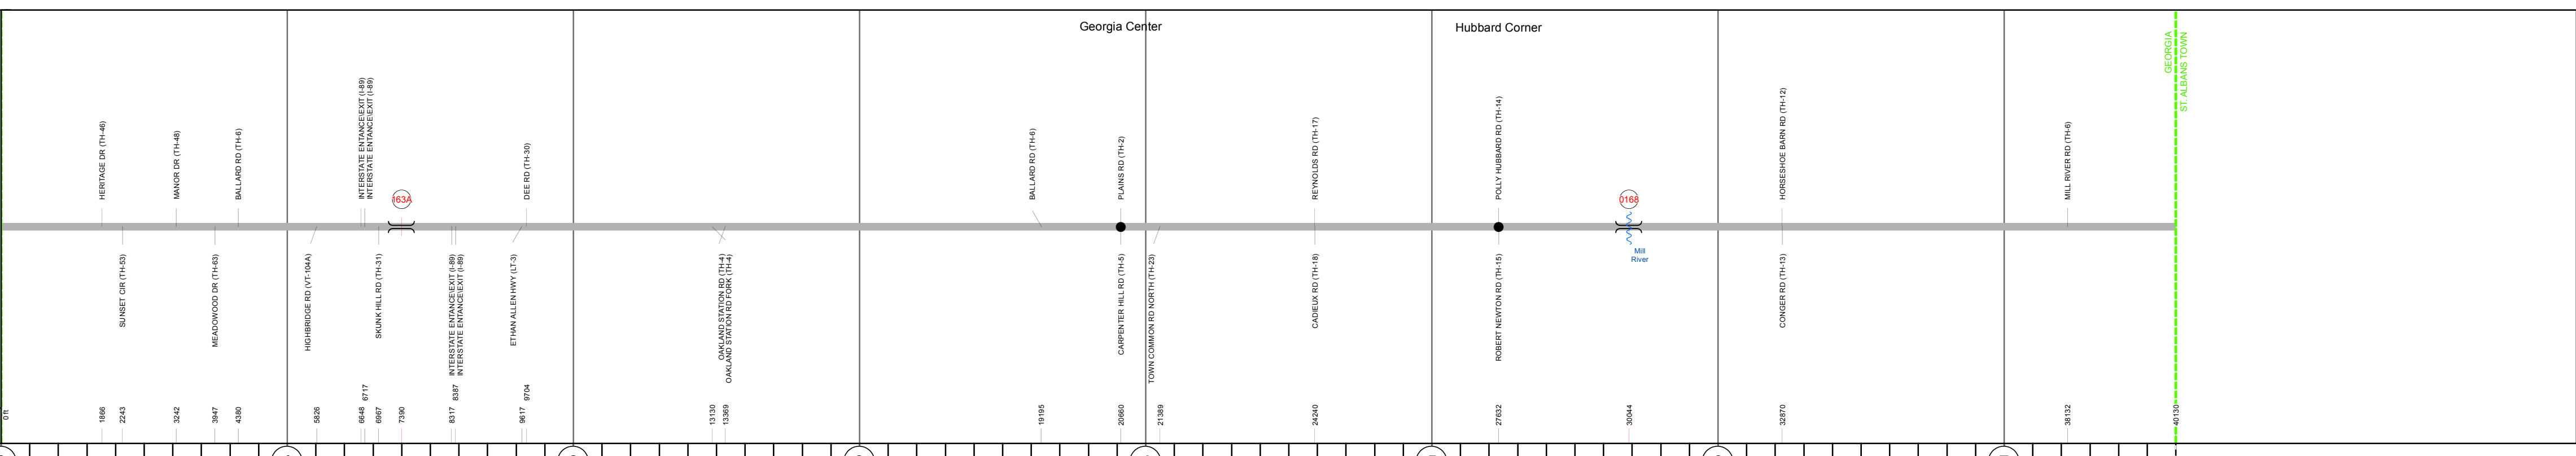 Georgia Center
Hubbard Corner
GEORGIA
ST. ALBANS TOWN
HERITAGE DR (TH-46)
MANOR DR (TH-48)
BALLARD RD (TH-6)
INTERSTATE ENTANCE\EXIT (I-89)
INTERSTATE ENTANCE\EXIT (I-89)
DEE RD (TH-30)
BALLARD RD (TH-6)
PLAINS RD (TH-2)
REYNOLDS RD (TH-17)
POLLY HUBBARD RD (TH-14)
HORSESHOE BARN RD (TH-12)
MILL RIVER RD (TH-6)
163A
0168
Mill
River
SUNSET CIR (TH-53)
MEADOWOOD DR (TH-63)
HIGHBRIDGE RD (VT-104A)
SKUNK HILL RD (TH-31)
INTERSTATE ENTANCE\EXIT (I-89)
INTERSTATE ENTANCE\EXIT (I-89)
ETHAN ALLEN HWY (LT-3)
OAKLAND STATION RD (TH-4)
OAKLAND STATION RD FORK (TH-4)
CARPENTER HILL RD (TH-5)
TOWN COMMON RD NORTH (TH-23)
CADIEUX RD (TH-18)
ROBERT NEWTON RD (TH-15)
CONGER RD (TH-13)
0 ft
1866
2243
3242
3947
4380
5826
6648
6717
6967
7390
8317
8387
9617
9704
13130
13369
19195
20660
21389
24240
27632
30044
32870
38132
40130